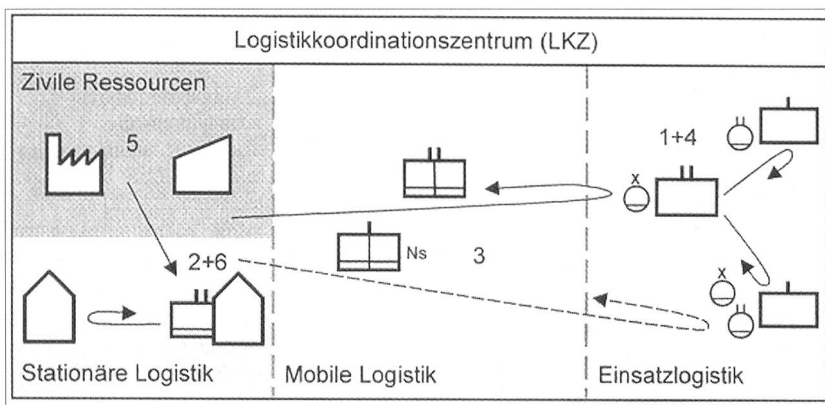 Logistikkoordinationszentrum (LKZ)
Zivile Ressourcen
5
1+4
x
Ns
3
2+6
x
Stationäre Logistik
Mobile Logistik
Einsatzlogistik